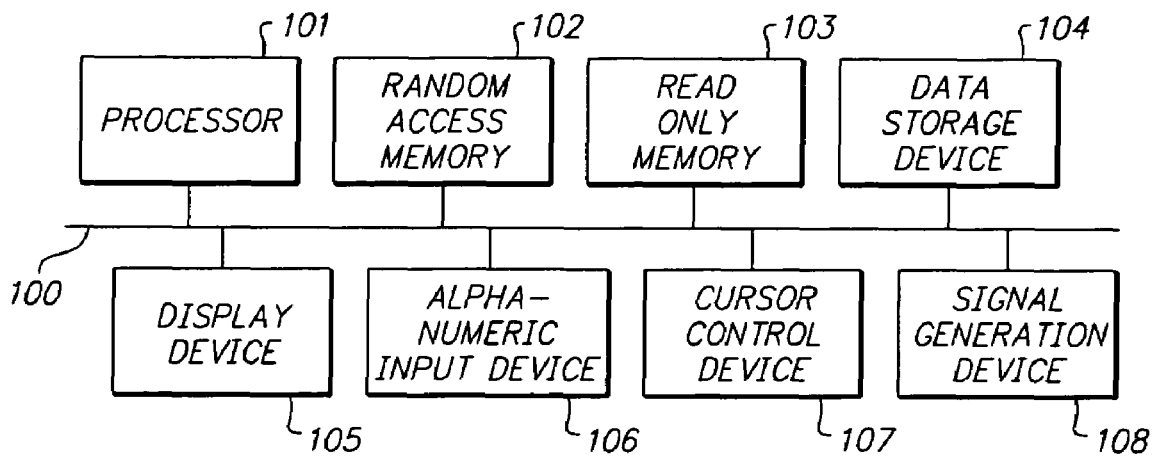 101
102
103
104
PROCESSOR
RANDOM
ACCESS
MEMORY
READ
ONLY
MEMORY
DATA
STORAGE
DEVICE
100
DISPLAY
DEVICE
ALPHA-
NUMERIC
INPUT DEVICE
CURSOR
CONTROL
DEVICE
SIGNAL
GENERATION
DEVICE
105
106
107
108